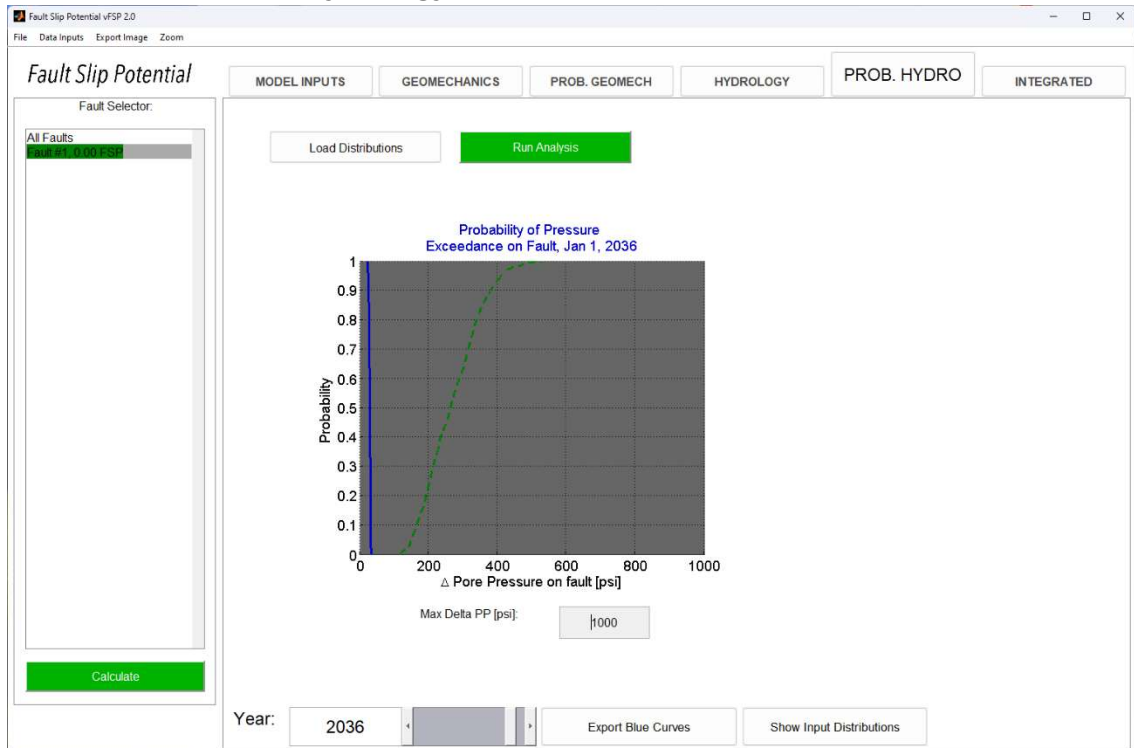 Fault Slip Potential vFSP 2.0
File Data Inputs Export Image Zoom
Fault Slip Potential
MODEL INPUTS
GEOMECHANICS
PROB. GEOMECH
HYDROLOGY
PROB. HYDRO
INTEGRATED
Fault Selector:
All Faults
Fault #1, 0.00 FSP
Calculate
Load Distributions
Run Analysis
Probability of Pressure
Exceedance on Fault, Jan 1, 2036
Probability
1
0.9
0.8
0.7
0.6
0.5
0.4
0.3
0.2
0.1
0
0 200 400 600 800 1000
Δ Pore Pressure on fault [psi]
Max Delta PP [psi]:
1000
Year:
2036
Export Blue Curves
Show Input Distributions